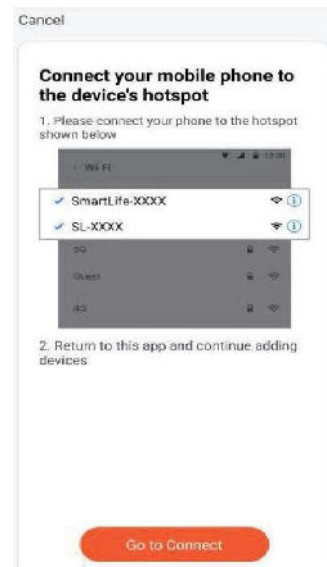 Cancel
Connect your mobile phone to
the device's hotspot
1. Please connect your phone to the hotspot
shown below
Wi-Fi
SmartLife-XXXX
SL-XXXX
Guest
2. Return to this app and continue adding
devices
Go to Connect